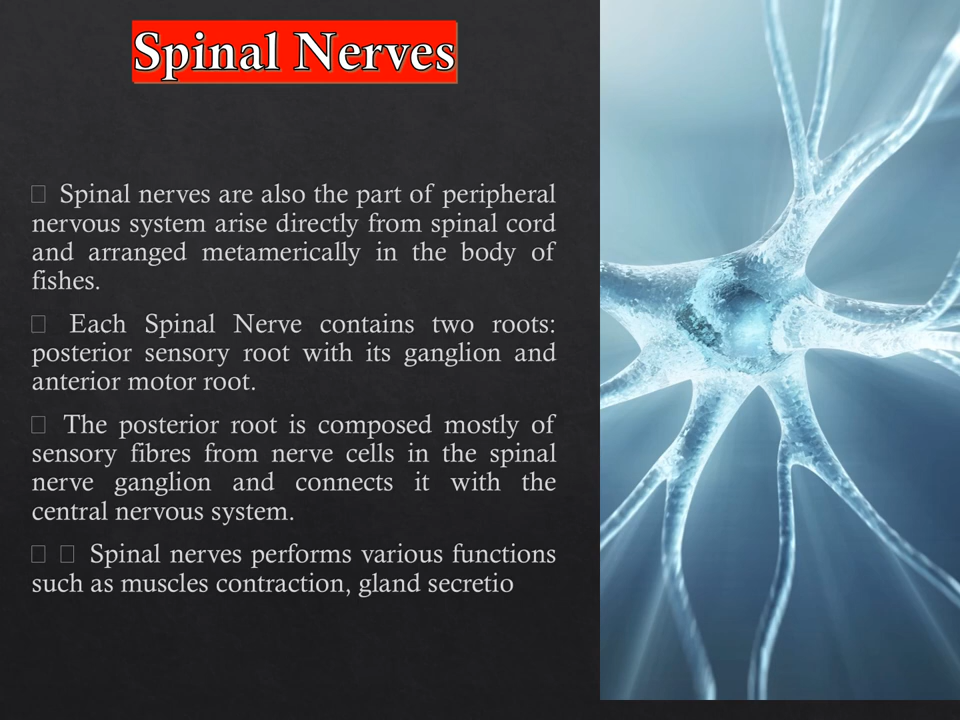 Spinal Nerves
□ Spinal nerves are also the part of peripheral
nervous system arise directly from spinal cord
and arranged metamerically in the body of
fishes.
□ Each Spinal Nerve contains two roots:
posterior sensory root with its ganglion and
anterior motor root.
□ The posterior root is composed mostly of
sensory fibres from nerve cells in the spinal
nerve ganglion and connects it with the
central nervous system.
□ □ Spinal nerves performs various functions
such as muscles contraction, gland secretio